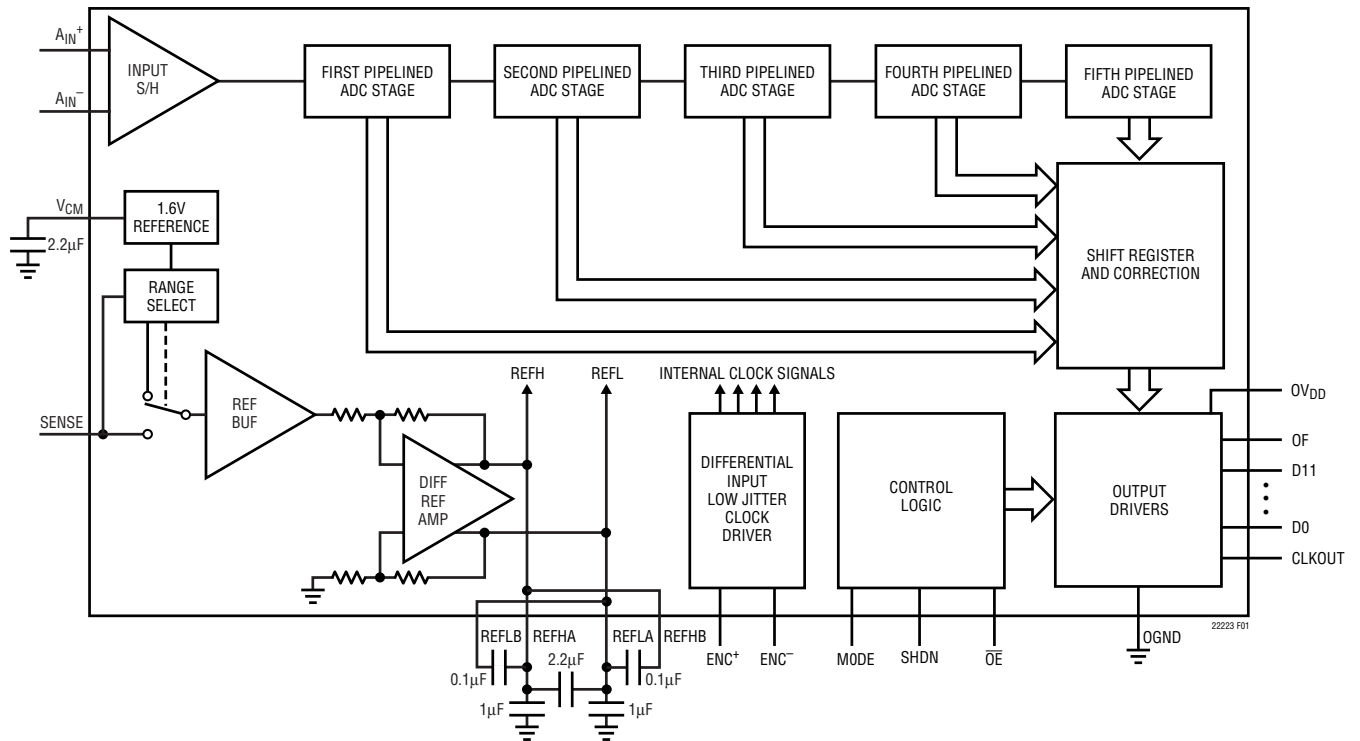 AIN+
AIN−
INPUT
S/H
FIRST PIPELINED
ADC STAGE
SECOND PIPELINED
ADC STAGE
THIRD PIPELINED
ADC STAGE
FOURTH PIPELINED
ADC STAGE
FIFTH PIPELINED
ADC STAGE
VCM
2.2µF
1.6V
REFERENCE
RANGE
SELECT
SHIFT REGISTER
AND CORRECTION
SENSE
REF
BUF
REFH
REFL
INTERNAL CLOCK SIGNALS
DIFF
REF
AMP
DIFFERENTIAL
INPUT
LOW JITTER
CLOCK
DRIVER
CONTROL
LOGIC
OUTPUT
DRIVERS
OVDD
OF
D11
D0
CLKOUT
22223 F01
REFLB
REFHA
REFLA
REFHB
2.2µF
0.1µF
0.1µF
1µF
1µF
ENC+
ENC−
MODE
SHDN
OE
OGND